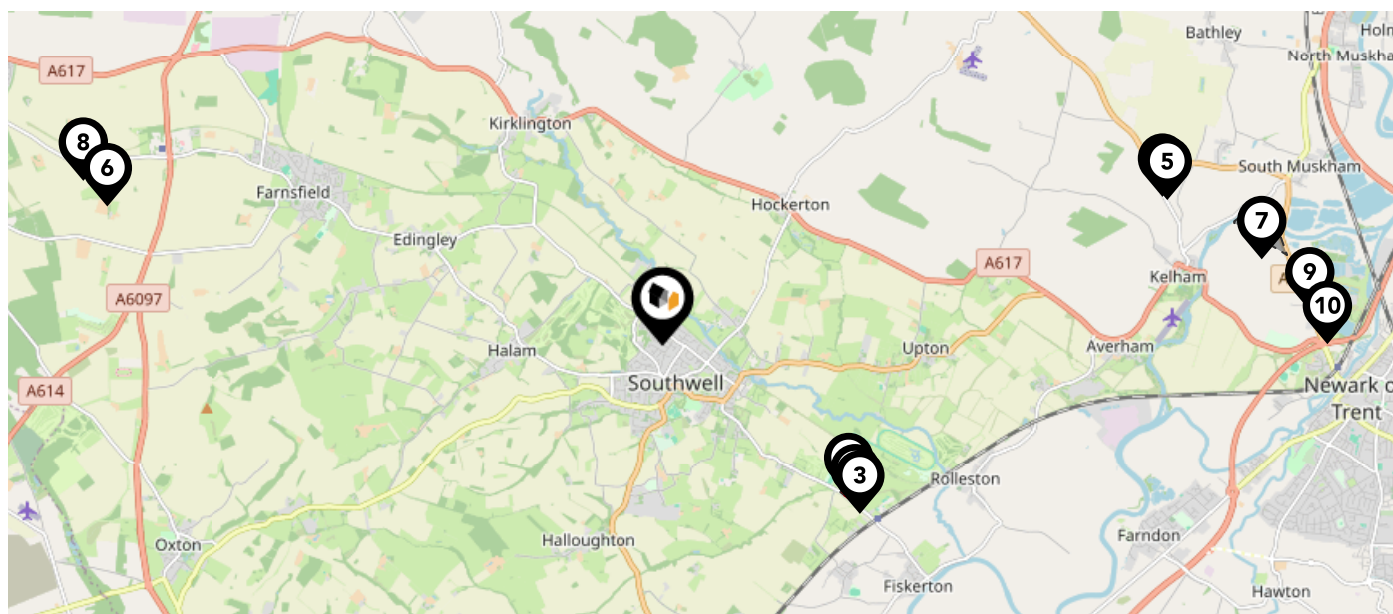 Bathley
Holm
North Muskha
A617
Kirklington
8
6
5
South Muskham
Farnsfield
Hockerton
7
Edingley
A617
Kelham
9
A
A6097
10
Halam
Upton
Averham
Southwell
A614
Newark o
Trent
3
Rolleston
Oxton
Halloughton
Farndon
Fiskerton
Hawton